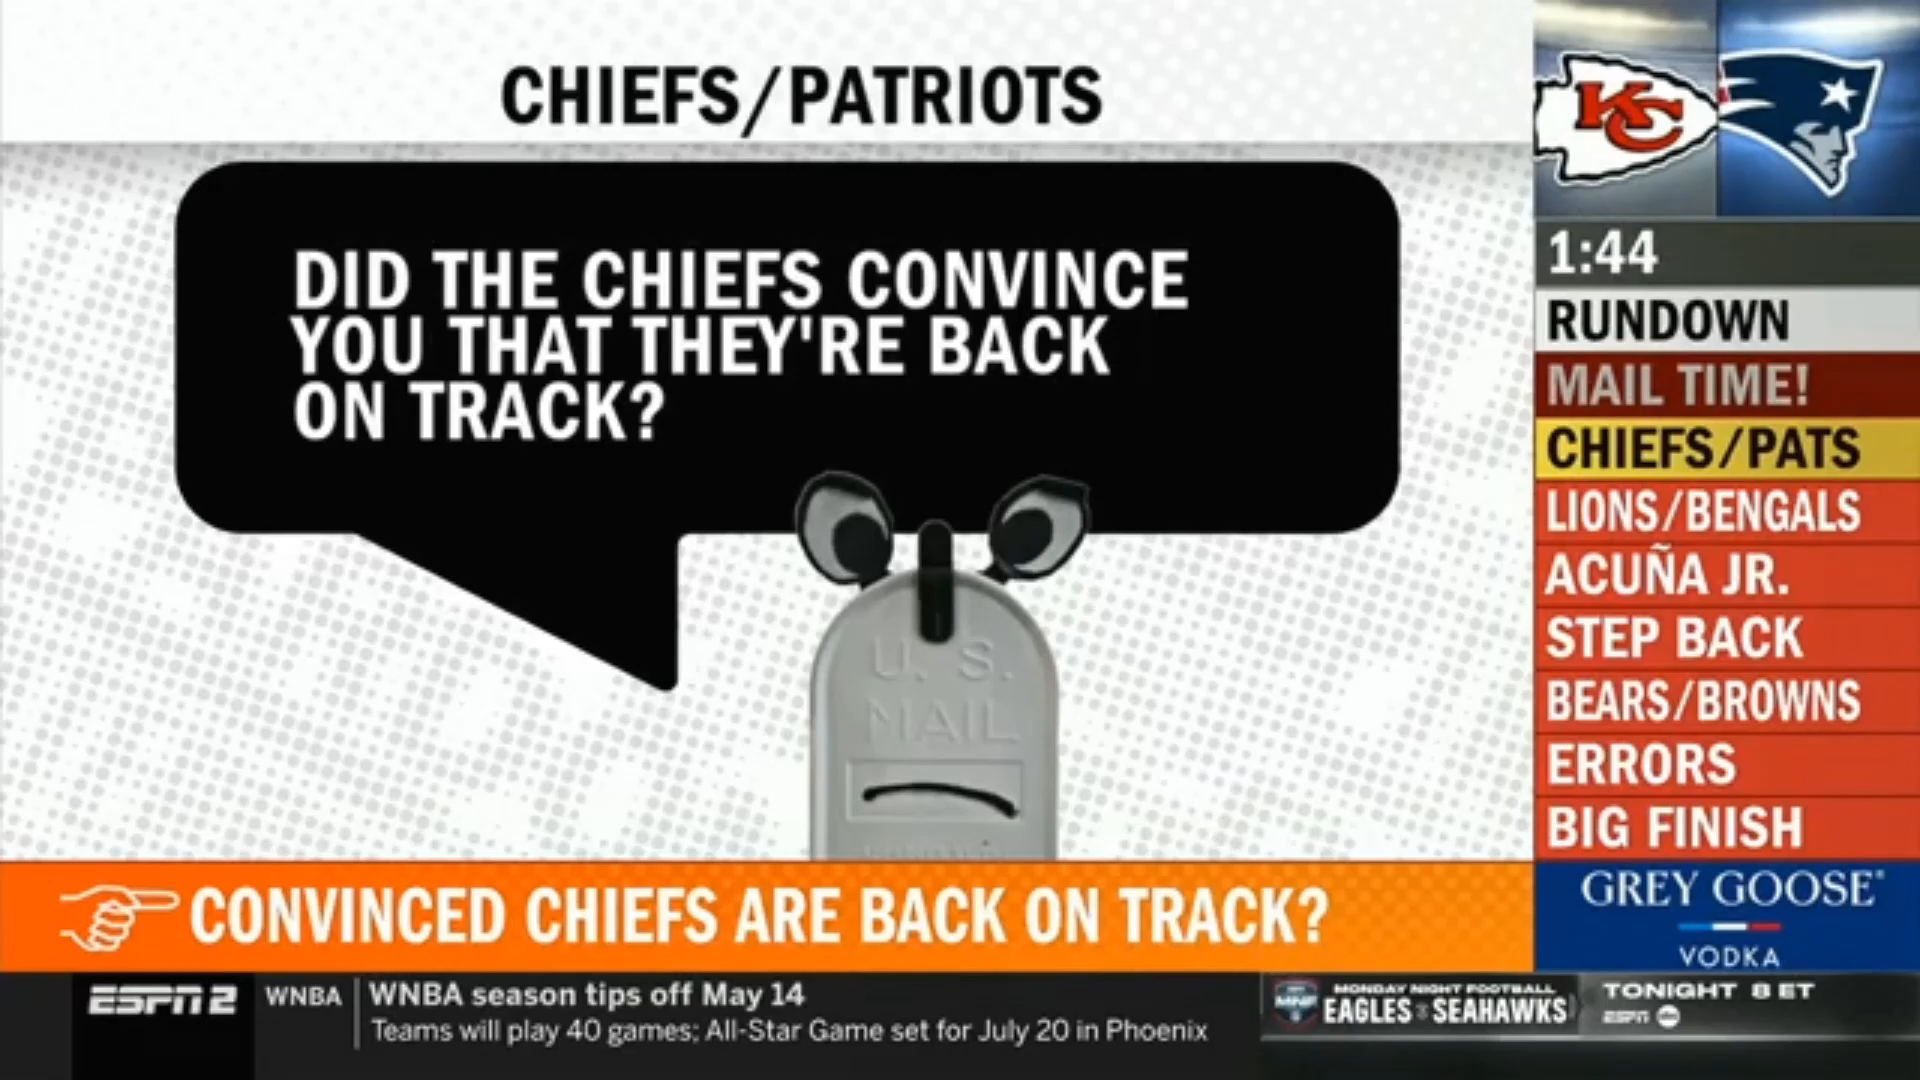 CHIEFS/PATRIOTS
DID THE CHIEFS CONVINCE
YOU THAT THEY'RE BACK
ON TRACK?
U. S.
MAIL
CONVINCED CHIEFS ARE BACK ON TRACK?
KC
1:44
RUNDOWN
MAIL TIME!
CHIEFS/PATS
LIONS/BENGALS
ACUÑA JR.
STEP BACK
BEARS/BROWNS
ERRORS
BIG FINISH
GREY GOOSE
VODKA
ESPN2
WNBA
WNBA season tips off May 14
Teams will play 40 games; All-Star Game set for July 20 in Phoenix
MONDAY NIGHT FOOTBALL
EAGLES SEAHAWKS
TONIGHT 8 ET
ESPN abc